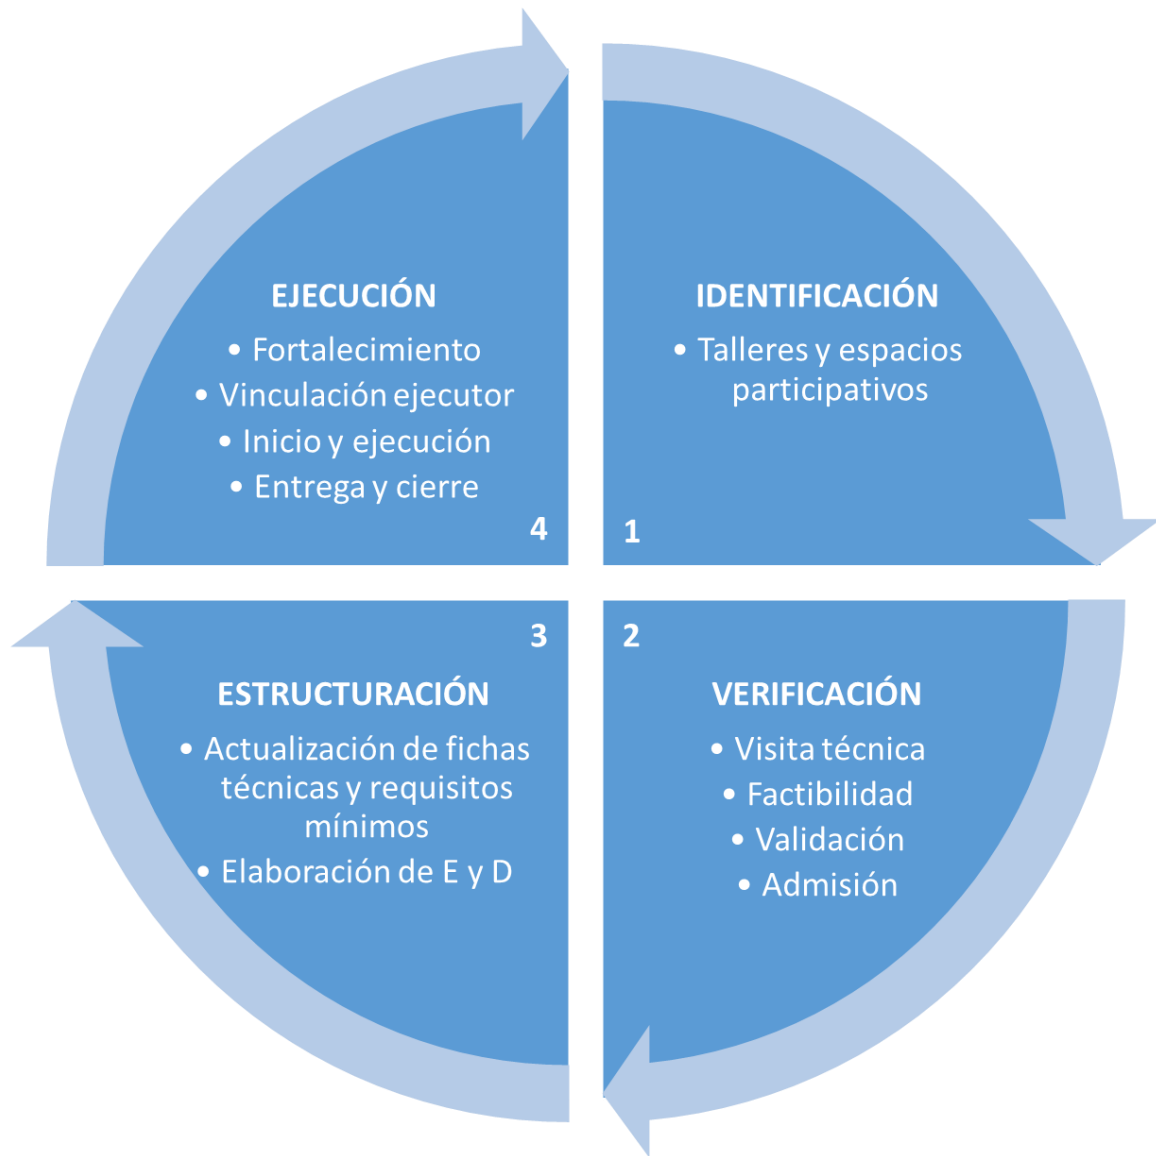 EJECUCIÓN
• Fortalecimiento
• Vinculación ejecutor
• Inicio y ejecución
• Entrega y cierre
4
IDENTIFICACIÓN
• Talleres y espacios
participativos
1
3
ESTRUCTURACIÓN
• Actualización de fichas
técnicas y requisitos
mínimos
• Elaboración de E y D
2
VERIFICACIÓN
• Visita técnica
• Factibilidad
• Validación
• Admisión